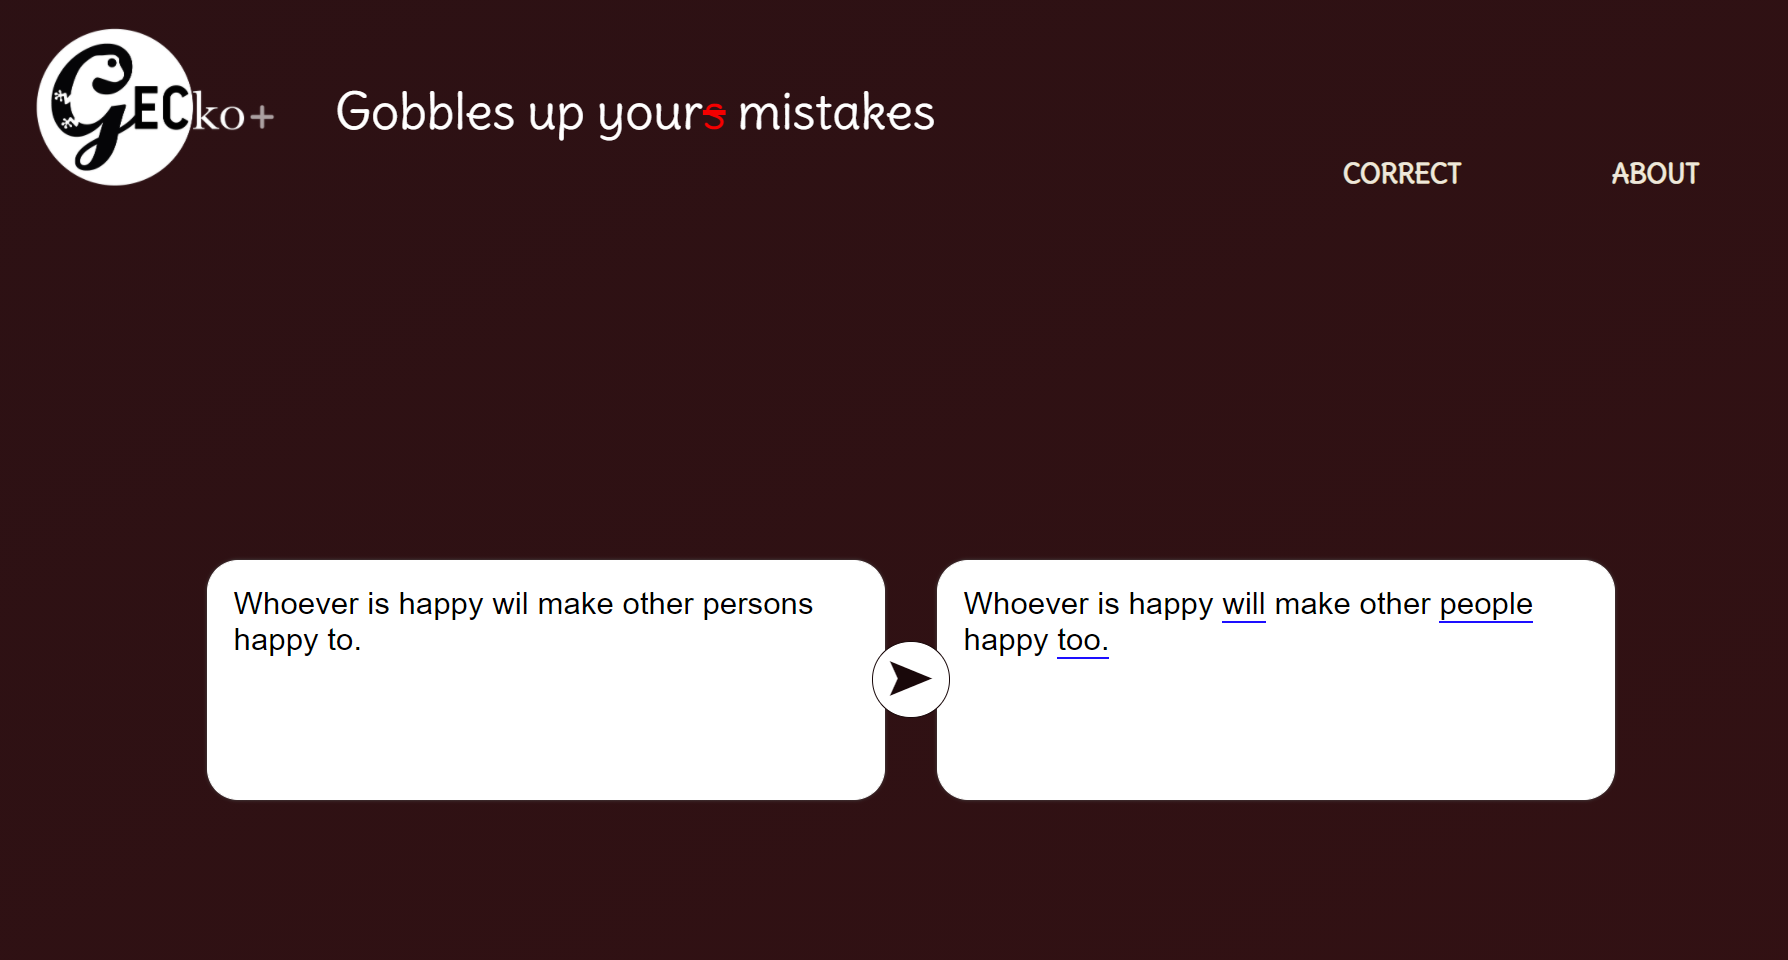 GECko+
Gobbles up yours mistakes
CORRECT ABOUT
Whoever is happy wil make other persons
happy to.
Whoever is happy will make other people
happy too.